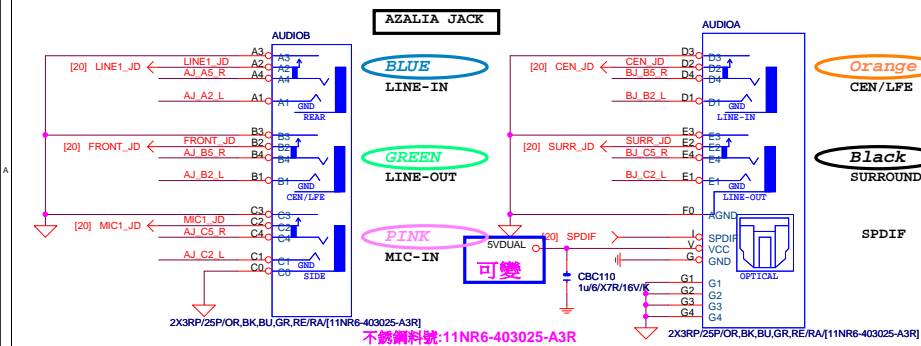 AZALIA JACK
AUDIOB
A3
A3
[20] LINE1_JD
LINE1_JD
A2
A2
AJ_A5_R
A4
A4
AJ_A2_L
A1
A1
GND
REAR
BLUE
LINE-IN
B3
B3
[20] FRONT_JD
FRONT_JD
B2
B2
AJ_B5_R
B4
B4
AJ_B2_L
B1
B1
GND
CEN/LFE
GREEN
LINE-OUT
C3
C3
[20] MIC1_JD
MIC1_JD
C2
C2
AJ_C5_R
C4
C4
AJ_C2_L
C1
C1
GND
C0
C0
SIDE
PINK
MIC-IN
2X3RP/25P/OR,BK,BU,GR,RE/RA/[11NR6-403025-A3R]
不銹鋼料號:11NR6-403025-A3R
AUDIOA
D3
D3
[20] CEN_JD
CEN_JD
D2
D2
BJ_B5_R
D4
D4
BJ_B2_L
D1
D1
GND
LINE-IN
Orange
CEN/LFE
E3
E3
[20] SURR_JD
SURR_JD
E2
E2
BJ_C5_R
E4
E4
BJ_C2_L
E1
E1
GND
LINE-OUT
Black
SURROUND
F0
AGND
[20] SPDIF
I
SPDIF
5VDUAL
V
VCC
G
GND
OPTICAL
SPDIF
可變
CBC110
1u/6/X7R/16V/K
G1
G1
G2
G2
G3
G3
G4
G4
2X3RP/25P/OR,BK,BU,GR,RE/RA/[11NR6-403025-A3R]
A